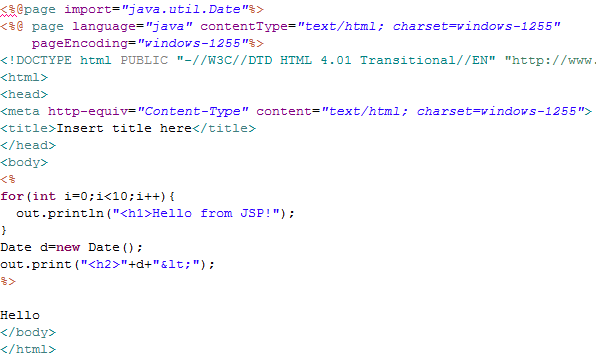 <%@page import="java.util.Date"%>
<%@ page language="java" contentType="text/html; charset=windows-1255"
    pageEncoding="windows-1255"%>
<!DOCTYPE html PUBLIC "-//W3C//DTD HTML 4.01 Transitional//EN" "http://www.
<html>
<head>
<meta http-equiv="Content-Type" content="text/html; charset=windows-1255">
<title>Insert title here</title>
</head>
<body>
<%
for(int i=0;i<10;i++){
  out.println("<h1>Hello from JSP!");
}
Date d=new Date();
out.print("<h2>"+d+"&lt;");
%>

Hello
</body>
</html>